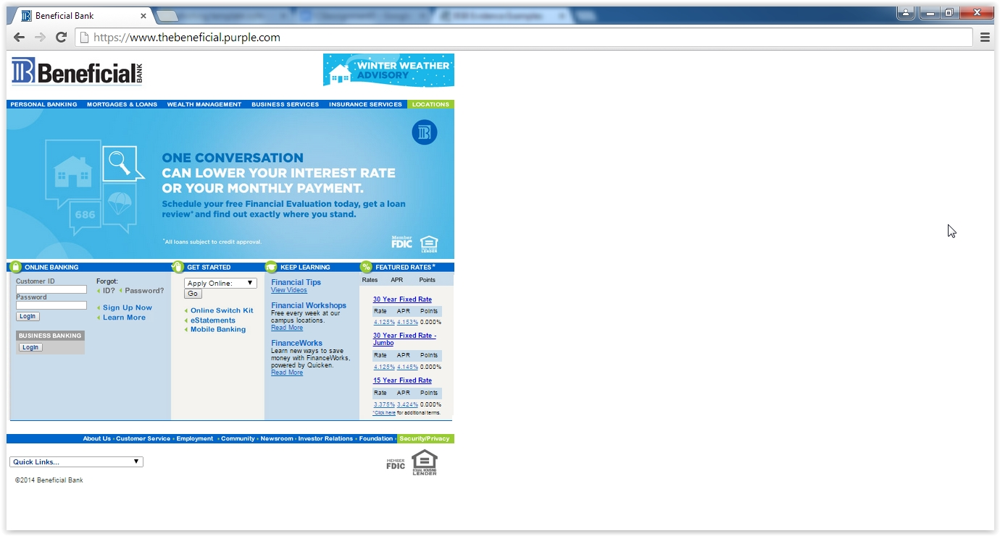 Beneficial Bank
https://www.thebeneficial.purple.com
Beneficial BANK
WINTER WEATHER
ADVISORY
PERSONAL BANKING MORTGAGES & LOANS WEALTH MANAGEMENT BUSINESS SERVICES INSURANCE SERVICES LOCATIONS
ONE CONVERSATION
CAN LOWER YOUR INTEREST RATE
OR YOUR MONTHLY PAYMENT.
Schedule your free Financial Evaluation today, get a loan
review* and find out exactly where you stand.
686
*All loans subject to credit approval.
Member
FDIC
EQUAL HOUSING
LENDER
ONLINE BANKING
Customer ID
Password
Login
BUSINESS BANKING
Login
Forgot:
ID? Password?
Sign Up Now
Learn More
GET STARTED
Apply Online:
Go
Online Switch Kit
eStatements
Mobile Banking
KEEP LEARNING
Financial Tips
View Videos
Financial Workshops
Free every week at our
campus locations.
Read More
FinanceWorks
Learn new ways to save
money with FinanceWorks,
powered by Quicken.
Read More
% FEATURED RATES*
Rates APR Points
30 Year Fixed Rate
Rate APR Points
4.125% 4.153% 0.000%
30 Year Fixed Rate -
Jumbo
Rate APR Points
4.125% 4.145% 0.000%
15 Year Fixed Rate
Rate APR Points
3.375% 3.424% 0.000%
*Click here for additional terms.
About Us • Customer Service • Employment • Community • Newsroom • Investor Relations • Foundation • Security/Privacy
Quick Links...
MEMBER
FDIC
EQUAL HOUSING
LENDER
©2014 Beneficial Bank